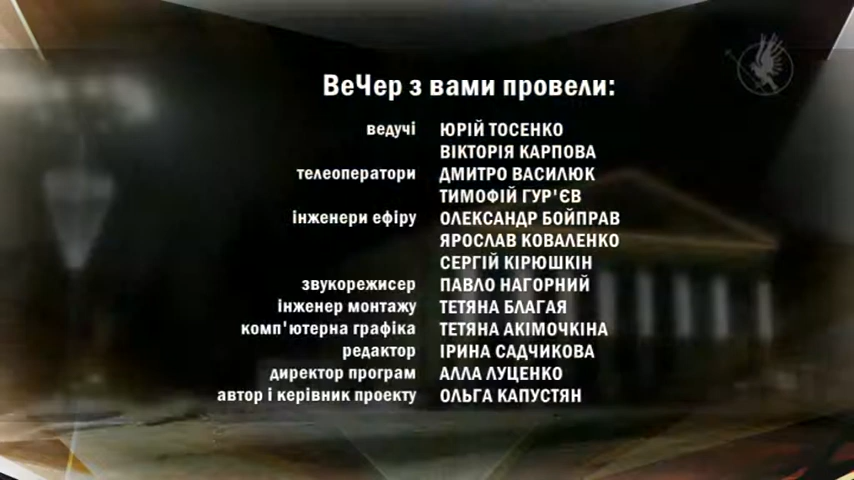 ВеЧер з вами провели:
ведучі ЮРІЙ ТОСЕНКО
ВІКТОРІЯ КАРПОВА
телеоператори ДМИТРО ВАСИЛЮК
ТИМОФІЙ ГУР'ЄВ
інженери ефіру ОЛЕКСАНДР БОЙПРАВ
ЯРОСЛАВ КОВАЛЕНКО
СЕРГІЙ КІРЮШКІН
звукорежисер ПАВЛО НАГОРНИЙ
інженер монтажу ТЕТЯНА БЛАГАЯ
комп'ютерна графіка ТЕТЯНА АКІМОЧКІНА
редактор ІРИНА САДЧИКОВА
директор програм АЛЛА ЛУЦЕНКО
автор і керівник проекту ОЛЬГА КАПУСТЯН